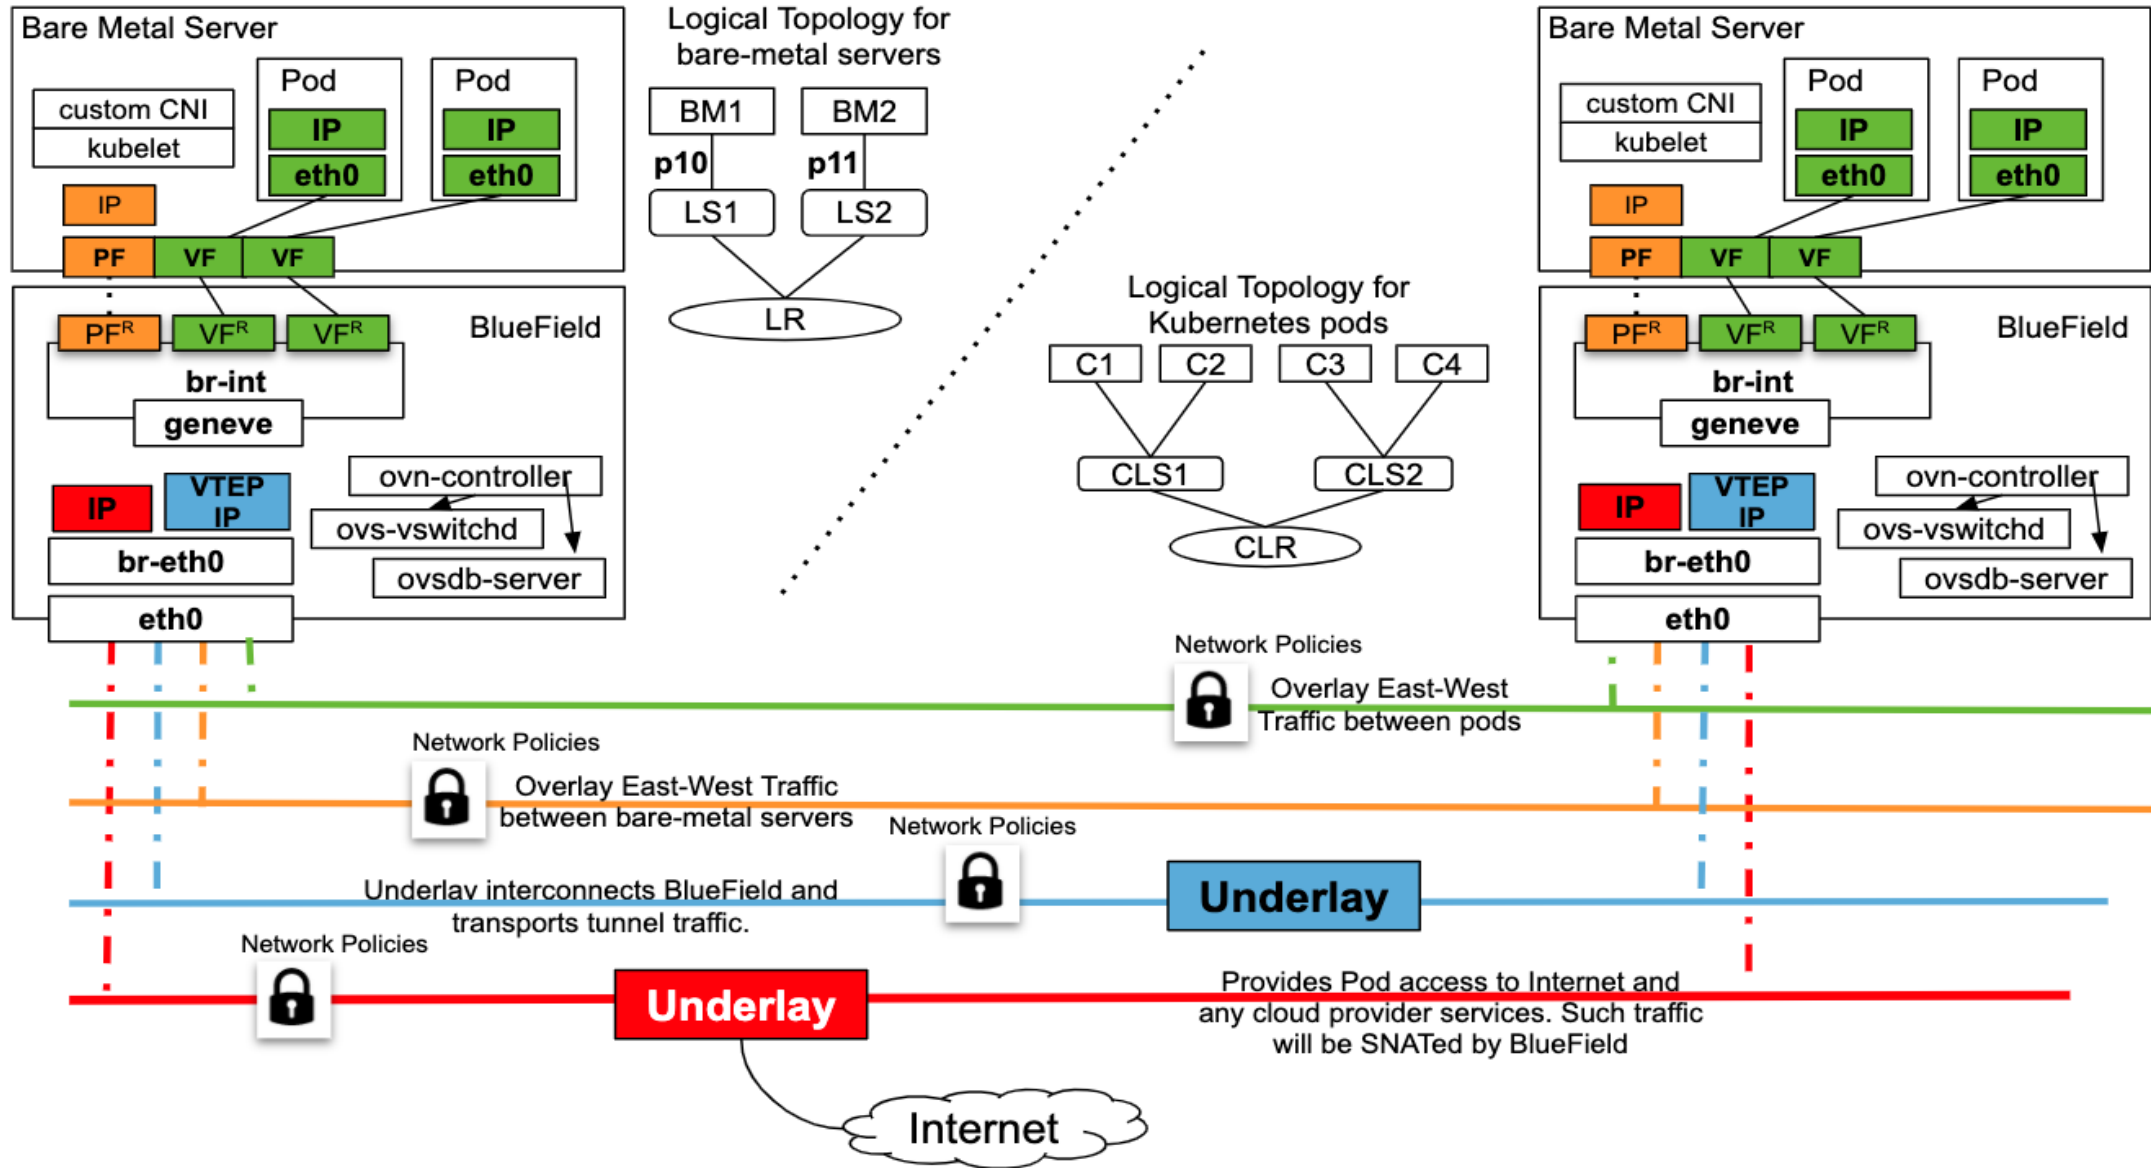 Bare Metal Server
custom CNI
kubelet
Pod
IP
eth0
Pod
IP
eth0
IP
PF
VF
VF
PFR
VFR
VFR
BlueField
br-int
geneve
IP
VTEP
IP
ovn-controller
ovs-vswitchd
ovsdb-server
br-eth0
eth0
Logical Topology for
bare-metal servers
BM1
BM2
p10
p11
LS1
LS2
LR
Logical Topology for
Kubernetes pods
C1
C2
C3
C4
CLS1
CLS2
CLR
Bare Metal Server
custom CNI
kubelet
Pod
IP
eth0
Pod
IP
eth0
IP
PF
VF
VF
PFR
VFR
VFR
BlueField
br-int
geneve
IP
VTEP
IP
ovn-controller
ovs-vswitchd
ovsdb-server
br-eth0
eth0
Network Policies
Overlay East-West
Traffic between pods
Network Policies
Overlay East-West Traffic
between bare-metal servers
Network Policies
Underlay interconnects BlueField and
transports tunnel traffic.
Underlay
Network Policies
Underlay
Provides Pod access to Internet and
any cloud provider services. Such traffic
will be SNATed by BlueField
Internet